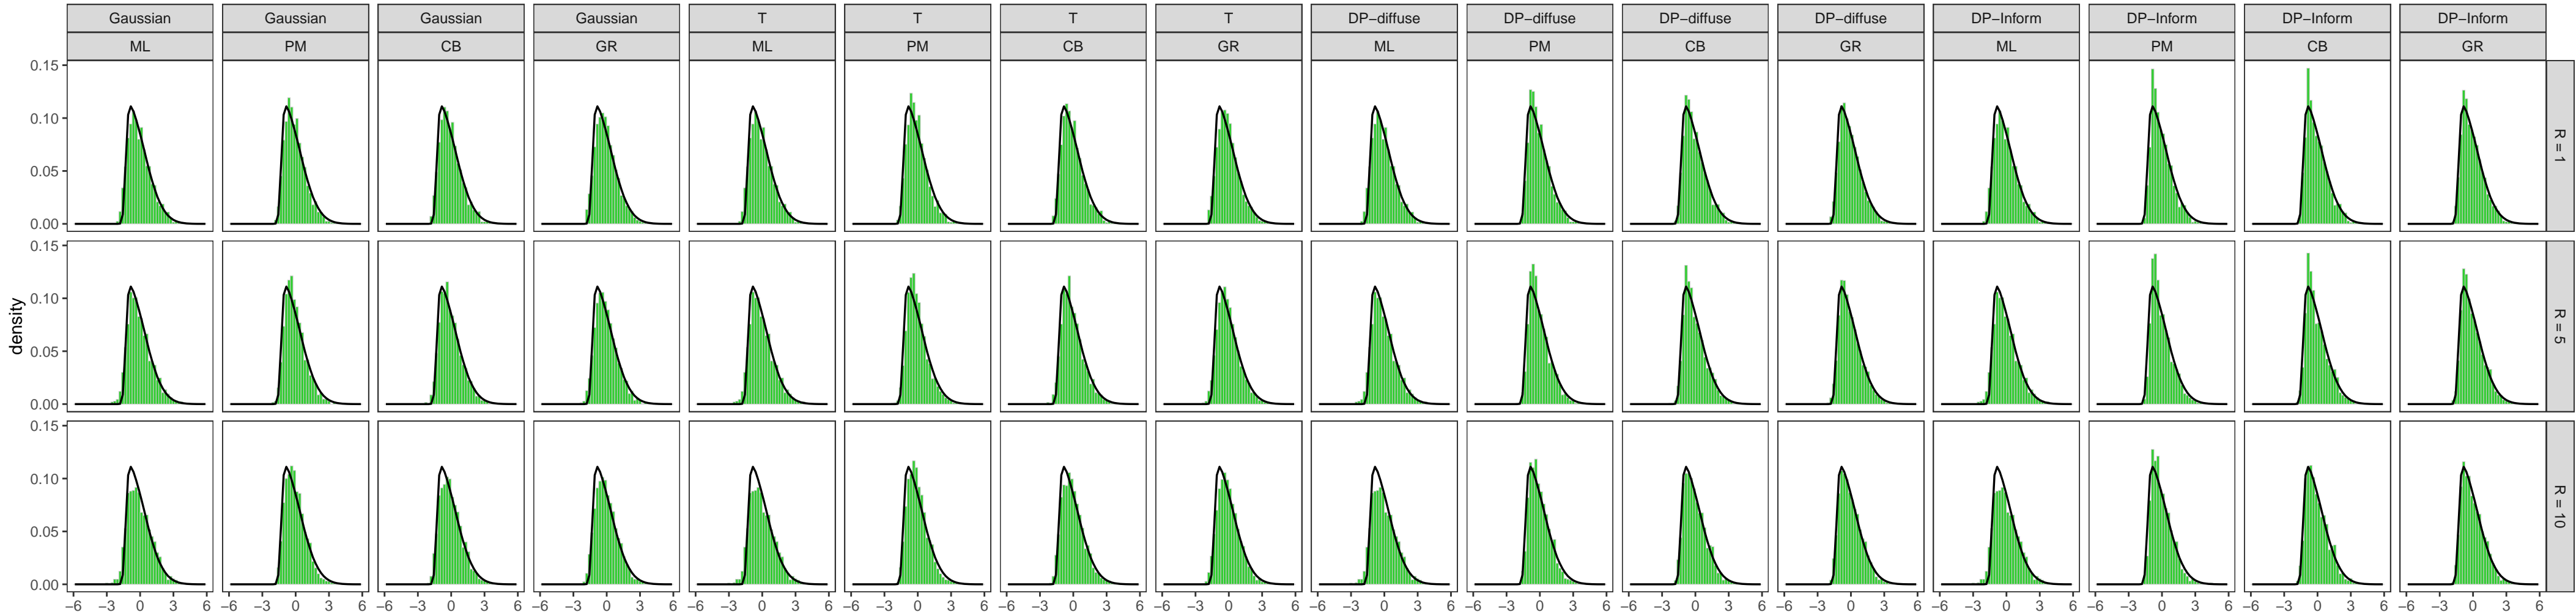 Gaussian Gaussian Gaussian Gaussian T T T T DP−diffuse DP−diffuse DP−diffuse DP−diffuse DP−Inform DP−Inform DP−Inform DP−Inform
ML PM CB GR ML PM CB GR ML PM CB GR ML PM CB GR
0.15
0.10
0.05
0.00
R = 1
0.15
0.10
0.05
0.00
R = 5
density
0.15
0.10
0.05
0.00
R = 10
−6 −3 0 3 6 −6 −3 0 3 6 −6 −3 0 3 6 −6 −3 0 3 6 −6 −3 0 3 6 −6 −3 0 3 6 −6 −3 0 3 6 −6 −3 0 3 6 −6 −3 0 3 6 −6 −3 0 3 6 −6 −3 0 3 6 −6 −3 0 3 6 −6 −3 0 3 6 −6 −3 0 3 6 −6 −3 0 3 6 −6 −3 0 3 6